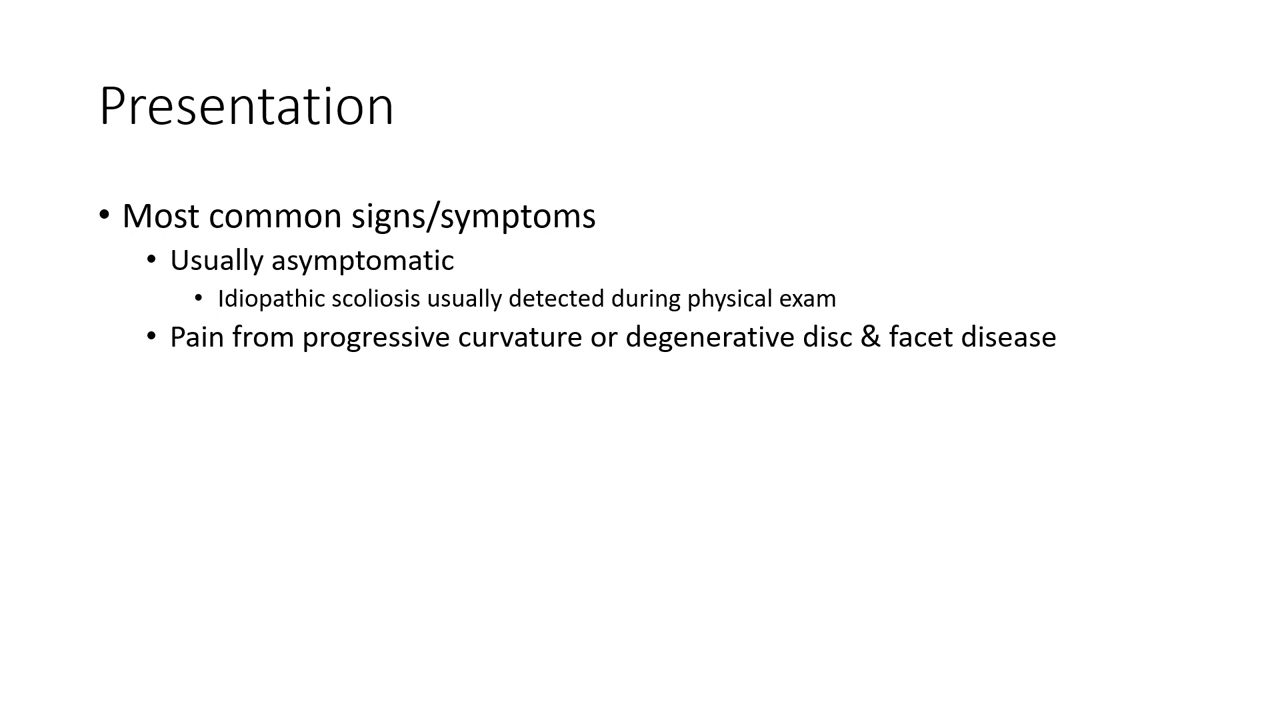 Presentation
• Most common signs/symptoms
• Usually asymptomatic
• Idiopathic scoliosis usually detected during physical exam
• Pain from progressive curvature or degenerative disc & facet disease